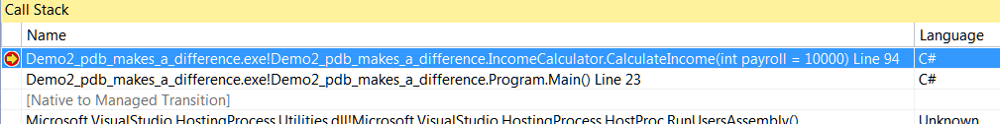 Call Stack
Name Language
Demo2_pdb_makes_a_difference.exe!Demo2_pdb_makes_a_difference.IncomeCalculator.CalculateIncome(int payroll = 10000) Line 94 C#
Demo2_pdb_makes_a_difference.exe!Demo2_pdb_makes_a_difference.Program.Main() Line 23 C#
[Native to Managed Transition]
Microsoft.VisualStudio.HostingProcess.Utilities.dll!Microsoft.VisualStudio.HostingProcess.HostProc.RunUsersAssembly() Unknown